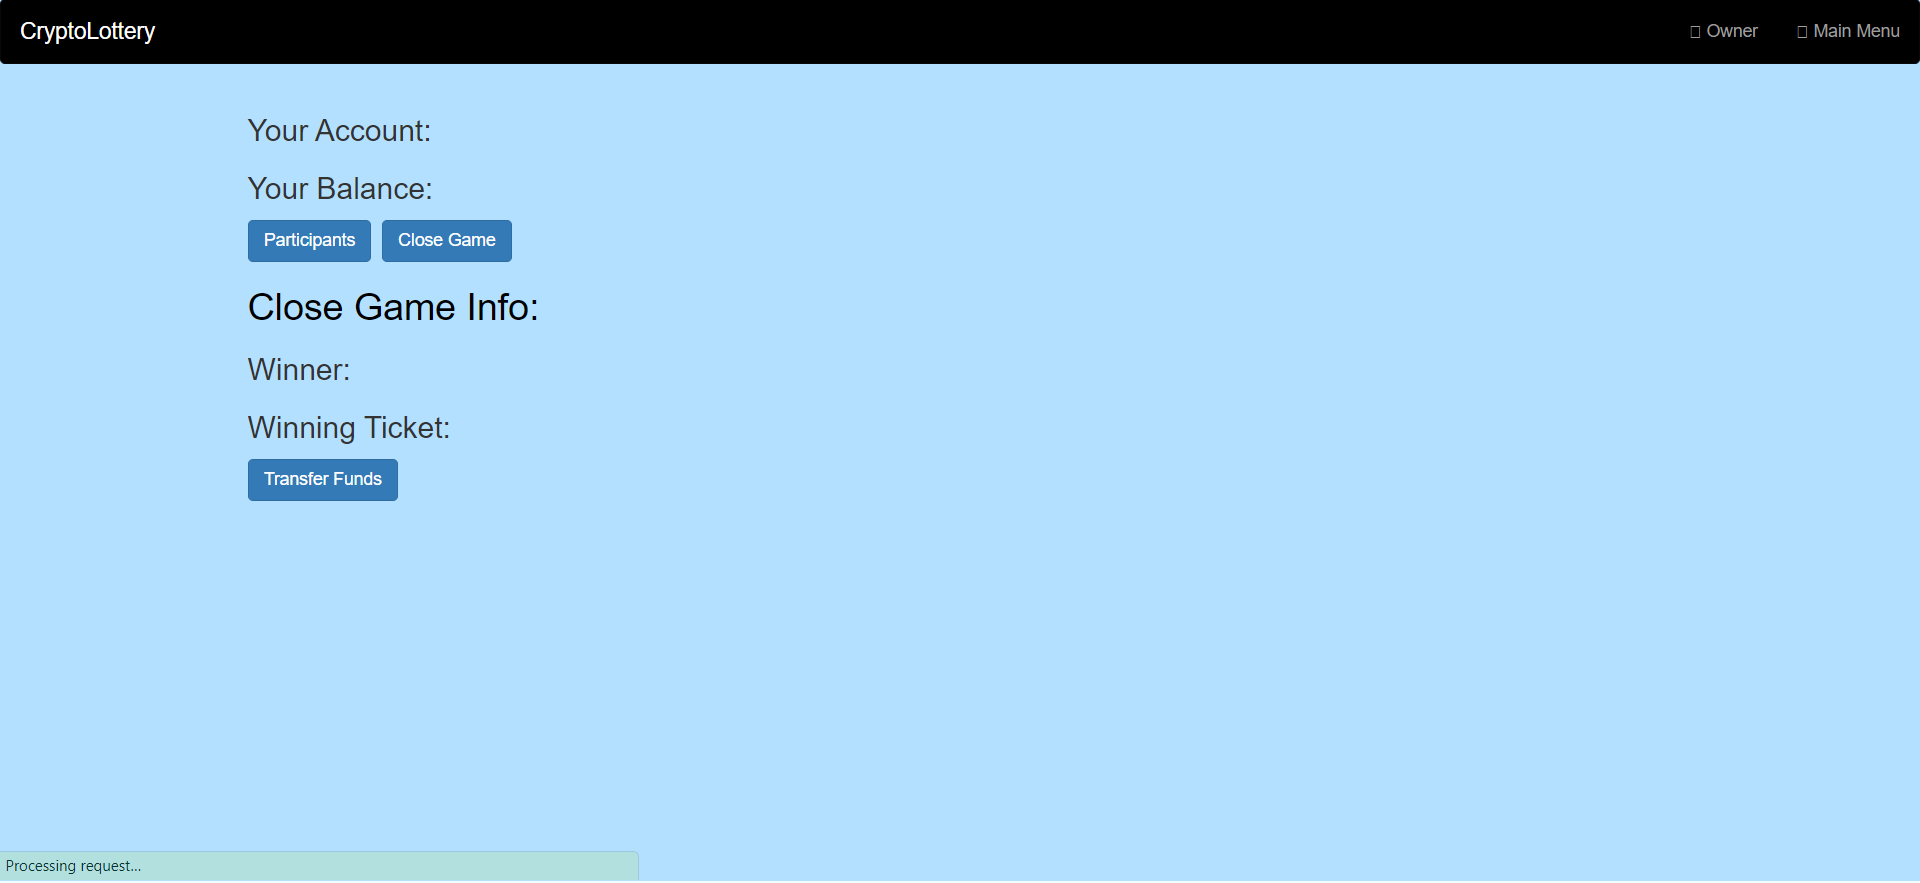 CryptoLottery
Owner
Main Menu
Your Account:
Your Balance:
Participants
Close Game
Close Game Info:
Winner:
Winning Ticket:
Transfer Funds
Processing request...